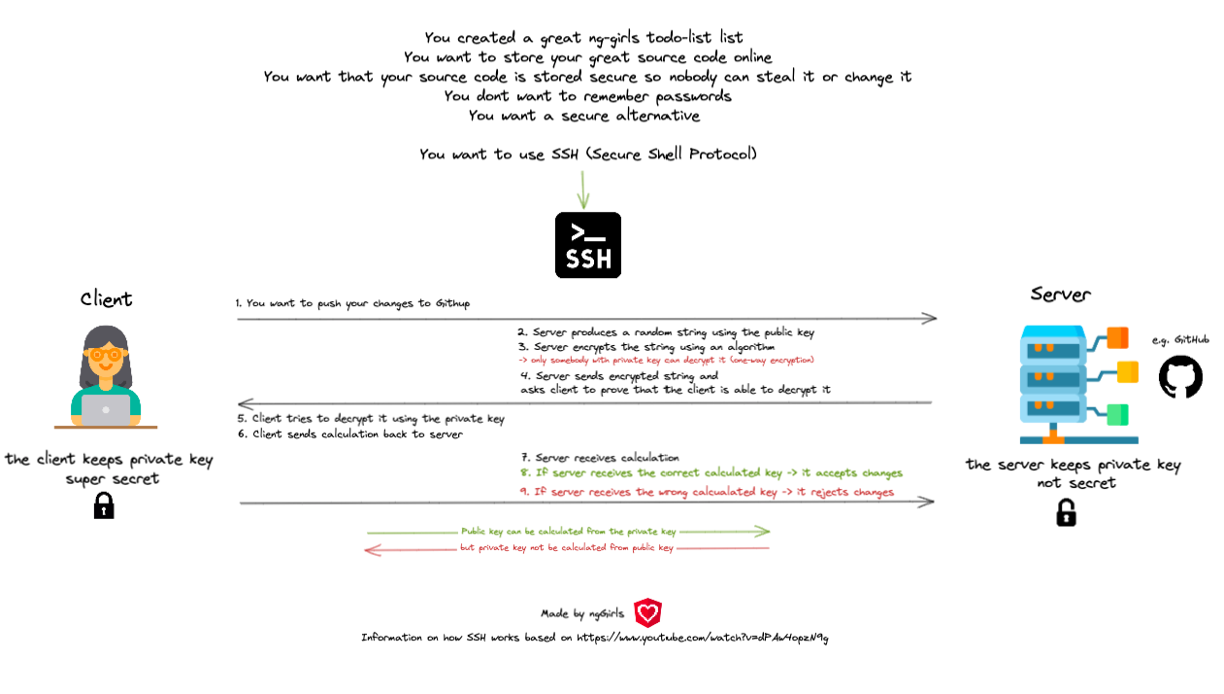 You created a great ng-girls todo-list list
You want to store your great source code online
You want that your source code is stored secure so nobody can steal it or change it
You dont want to remember passwords
You want a secure alternative
You want to use SSH (Secure Shell Protocol)
>_
SSH
Client
Server
1. You want to push your changes to Githup
2. Server produces a random string using the public key
3. Server encrypts the string using an algorithm
-> only somebody with private key can decrypt it (one-way encryption)
4. Server sends encrypted string and
asks client to prove that the client is able to decrypt it
e.g. GitHub
5. Client tries to decrypt it using the private key
6. Client sends calculation back to server
the client keeps private key
super secret
7. Server receives calculation
8. If server receives the correct calculated key -> it accepts changes
9. If server receives the wrong calcualated key -> it rejects changes
the server keeps private key
not secret
Public key can be calculated from the private key
but private key not be calculated from public key
Made by ngGirls
Information on how SSH works based on https://www.youtube.com/watch?v=dPAw4opzN9g